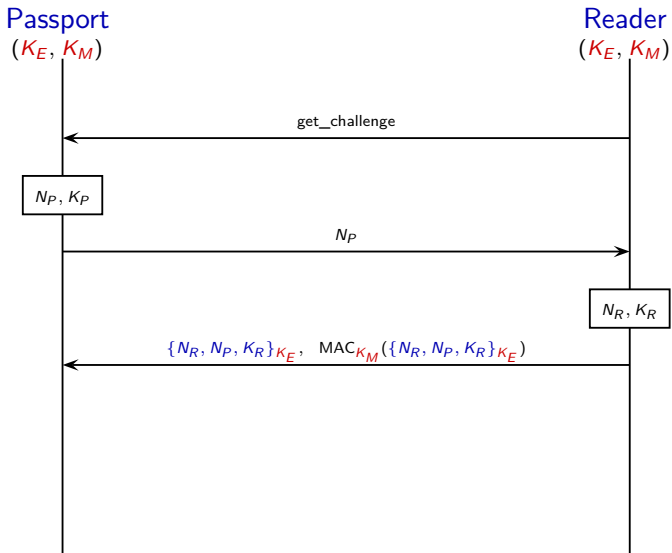 Passport Reader
(K_E, K_M) (K_E, K_M)
get_challenge
N_P, K_P
N_P
N_R, K_R
{N_R, N_P, K_R}_{K_E}, MAC_{K_M}({N_R, N_P, K_R}_{K_E})